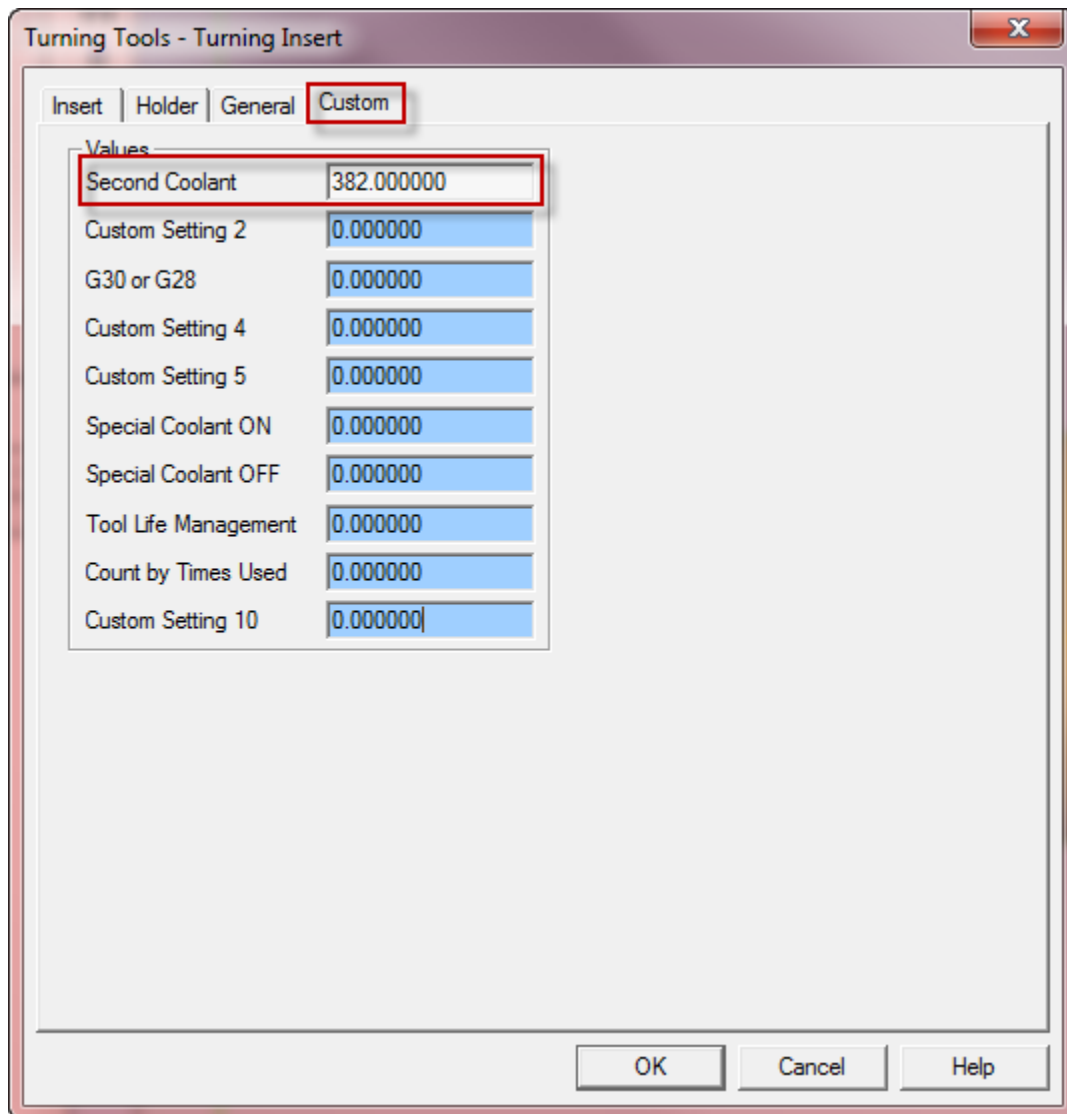 Turning Tools - Turning Insert
X
Insert Holder General Custom
Values
Second Coolant 382.000000
Custom Setting 2 0.000000
G30 or G28 0.000000
Custom Setting 4 0.000000
Custom Setting 5 0.000000
Special Coolant ON 0.000000
Special Coolant OFF 0.000000
Tool Life Management 0.000000
Count by Times Used 0.000000
Custom Setting 10 0.000000
OK Cancel Help